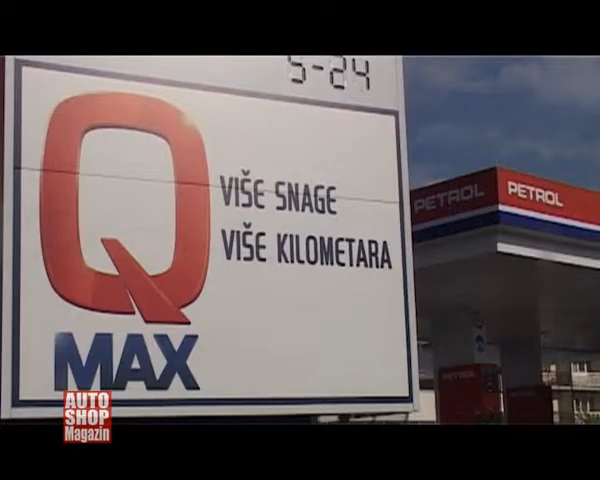 5-24
Q
MAX
VIŠE SNAGE
VIŠE KILOMETARA
PETROL
PETROL
PETROL
AUTO
SHOP
Magazin